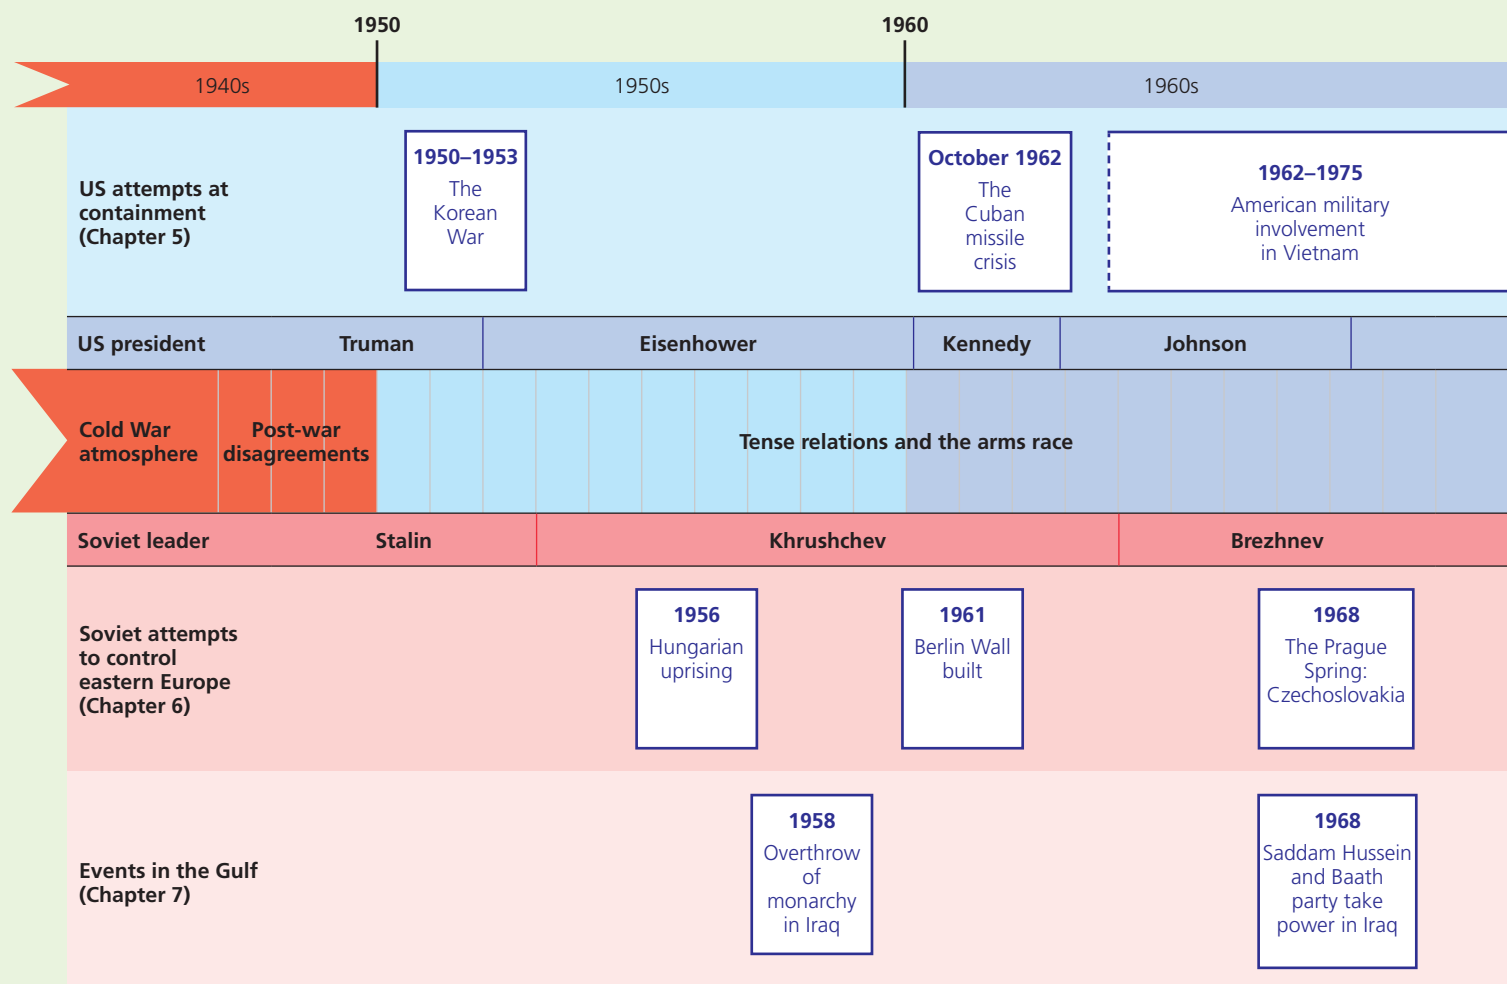 1950
1960
1940s
1950s
1960s
US attempts at
containment
(Chapter 5)
1950–1953
The
Korean
War
October 1962
The
Cuban
missile
crisis
1962–1975
American military
involvement
in Vietnam
US president
Truman
Eisenhower
Kennedy
Johnson
Cold War
atmosphere
Post-war
disagreements
Tense relations and the arms race
Soviet leader
Stalin
Khrushchev
Brezhnev
Soviet attempts
to control
eastern Europe
(Chapter 6)
1956
Hungarian
uprising
1961
Berlin Wall
built
1968
The Prague
Spring:
Czechoslovakia
Events in the Gulf
(Chapter 7)
1958
Overthrow
of
monarchy
in Iraq
1968
Saddam Hussein
and Baath
party take
power in Iraq